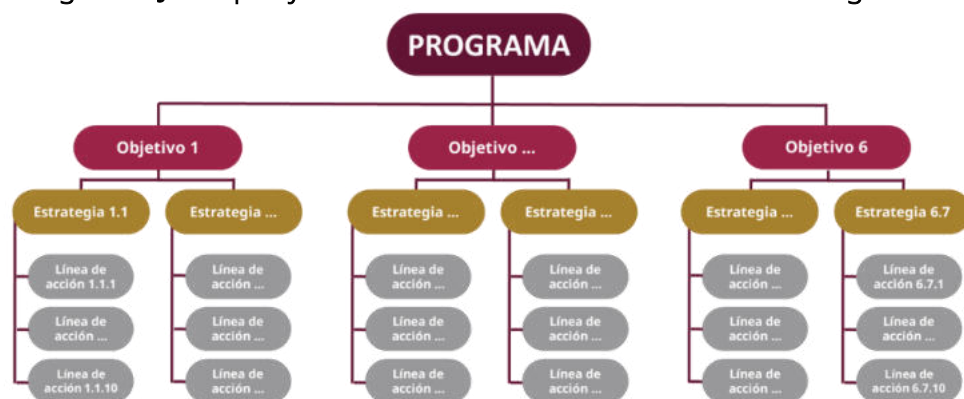 PROGRAMA
Objetivo 1
Objetivo ...
Objetivo 6
Estrategia 1.1
Estrategia ...
Estrategia ...
Estrategia ...
Estrategia ...
Estrategia 6.7
Línea de
acción 1.1.1
Línea de
acción ...
Línea de
acción ...
Línea de
acción ...
Línea de
acción ...
Línea de
acción 6.7.1
Línea de
acción ...
Línea de
acción ...
Línea de
acción ...
Línea de
acción ...
Línea de
acción ...
Línea de
acción ...
Línea de
acción 1.1.10
Línea de
acción ...
Línea de
acción ...
Línea de
acción ...
Línea de
acción ...
Línea de
acción 6.7.10